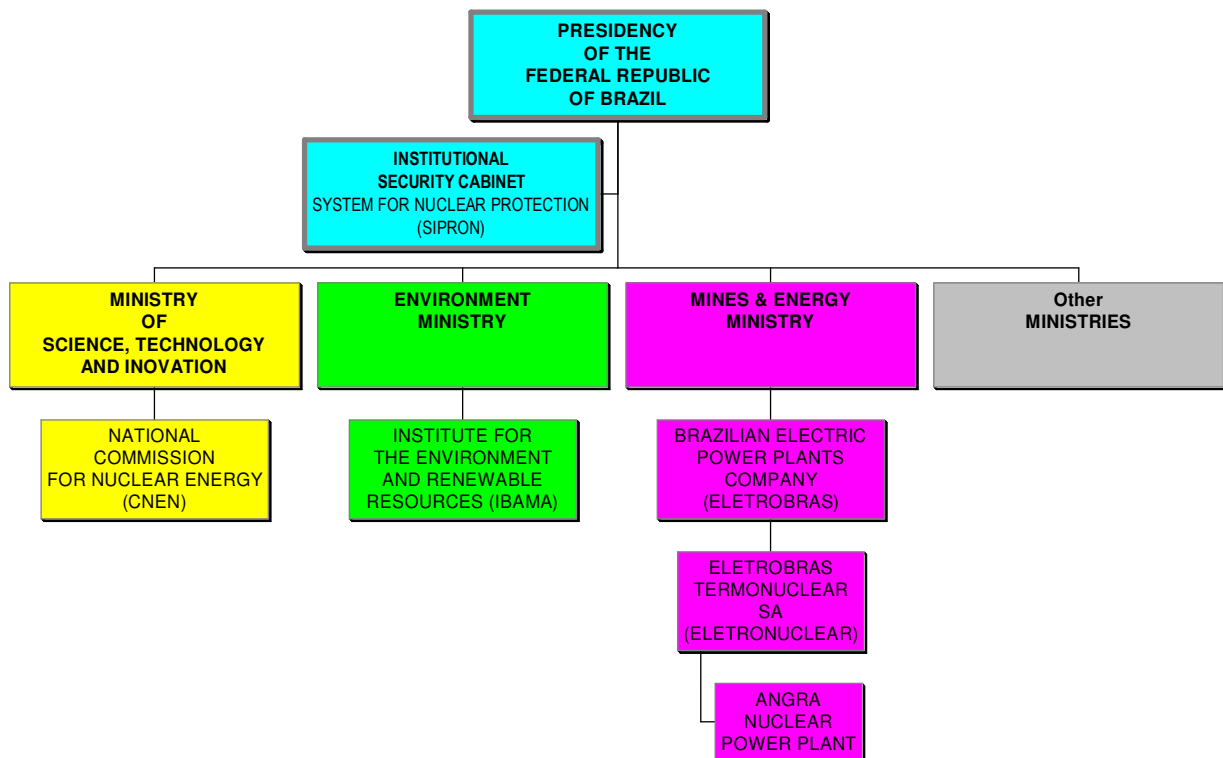 PRESIDENCY
OF THE
FEDERAL REPUBLIC
OF BRAZIL
INSTITUTIONAL
SECURITY CABINET
SYSTEM FOR NUCLEAR PROTECTION
(SIPRON)
MINISTRY
OF
SCIENCE, TECHNOLOGY
AND INOVATION
ENVIRONMENT
MINISTRY
MINES & ENERGY
MINISTRY
Other
MINISTRIES
NATIONAL
COMMISSION
FOR NUCLEAR ENERGY
(CNEN)
INSTITUTE FOR
THE ENVIRONMENT
AND RENEWABLE
RESOURCES (IBAMA)
BRAZILIAN ELECTRIC
POWER PLANTS
COMPANY
(ELETROBRAS)
ELETROBRAS
TERMONUCLEAR
SA
(ELETRONUCLEAR)
ANGRA
NUCLEAR
POWER PLANT